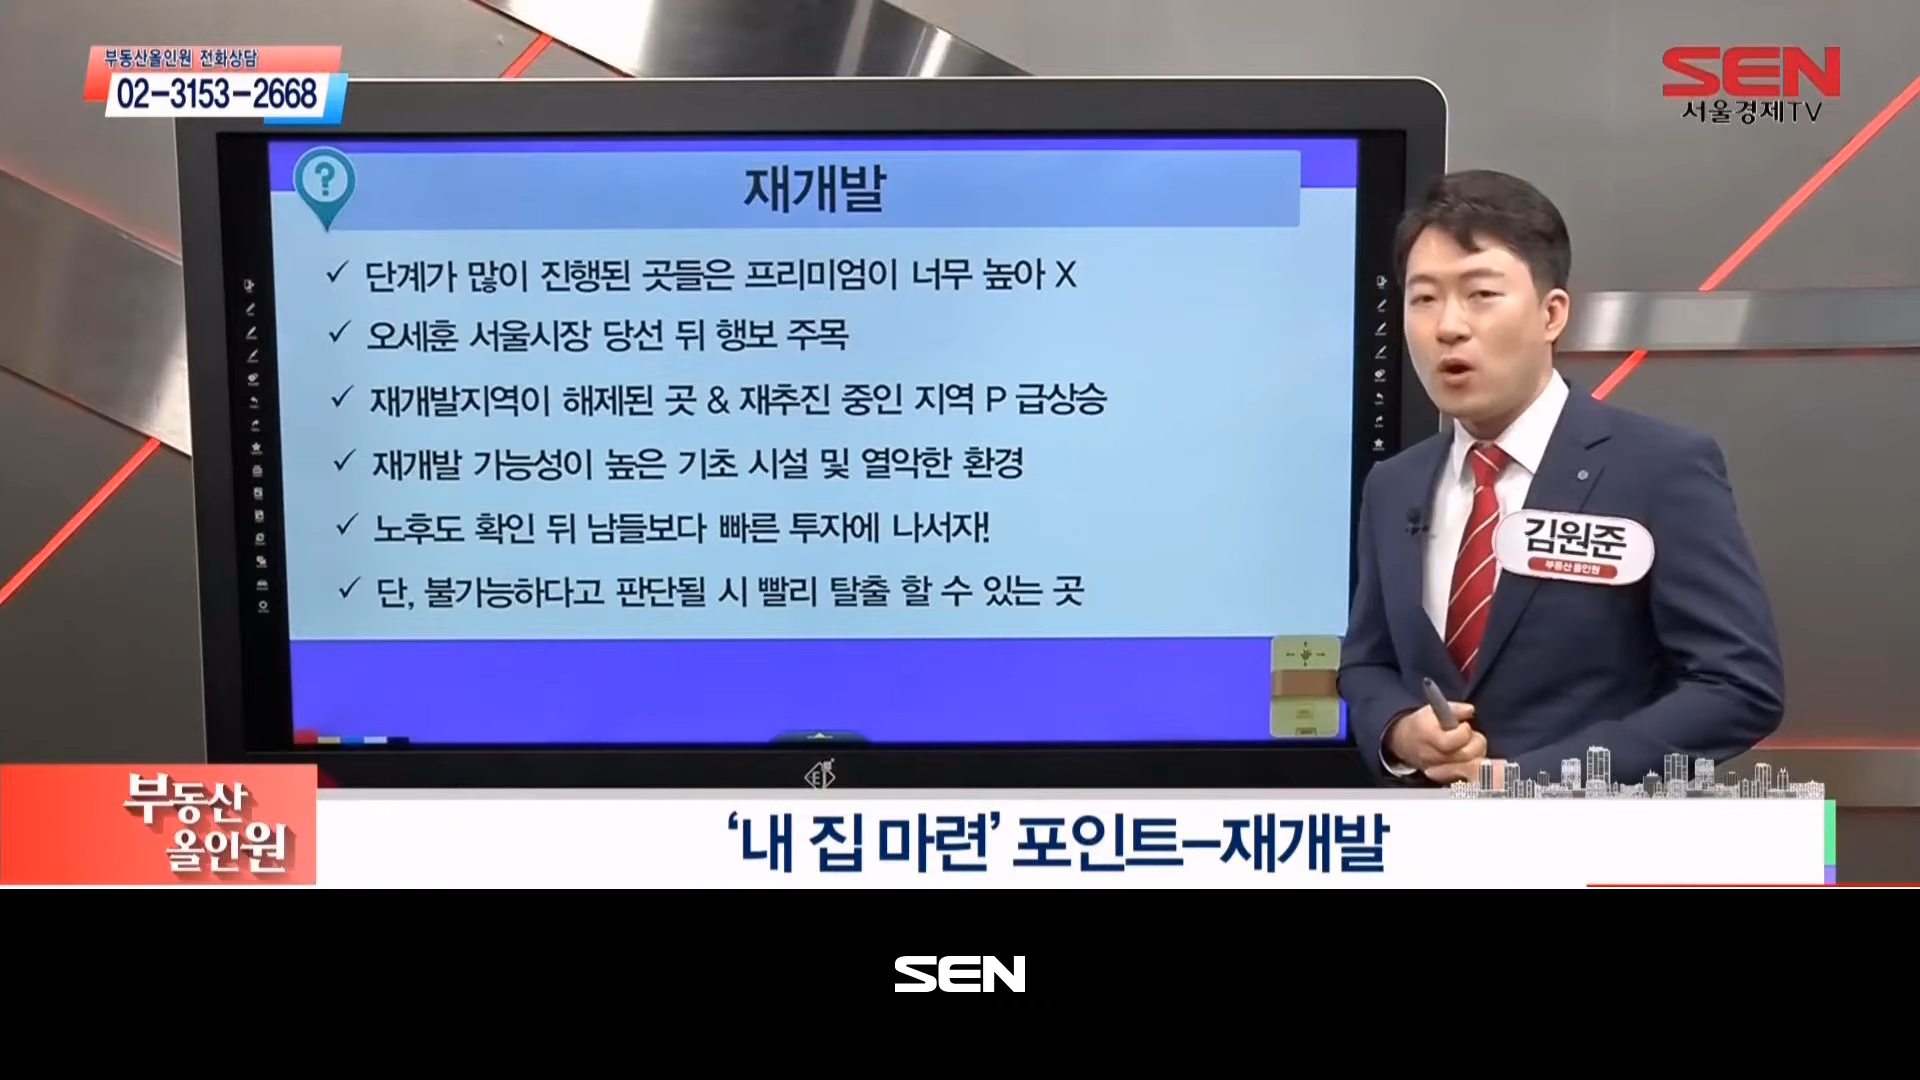 부동산올인원 전화상담
02-3153-2668
SEN
서울경제TV
?
재개발
✓ 단계가 많이 진행된 곳들은 프리미엄이 너무 높아 X
✓ 오세훈 서울시장 당선 뒤 행보 주목
✓ 재개발지역이 해제된 곳 & 재추진 중인 지역 P 급상승
✓ 재개발 가능성이 높은 기초 시설 및 열악한 환경
✓ 노후도 확인 뒤 남들보다 빠른 투자에 나서자!
✓ 단, 불가능하다고 판단될 시 빨리 탈출 할 수 있는 곳
김원준
부동산 올인원
부동산
올인원
‘내 집 마련’ 포인트-재개발
SEN